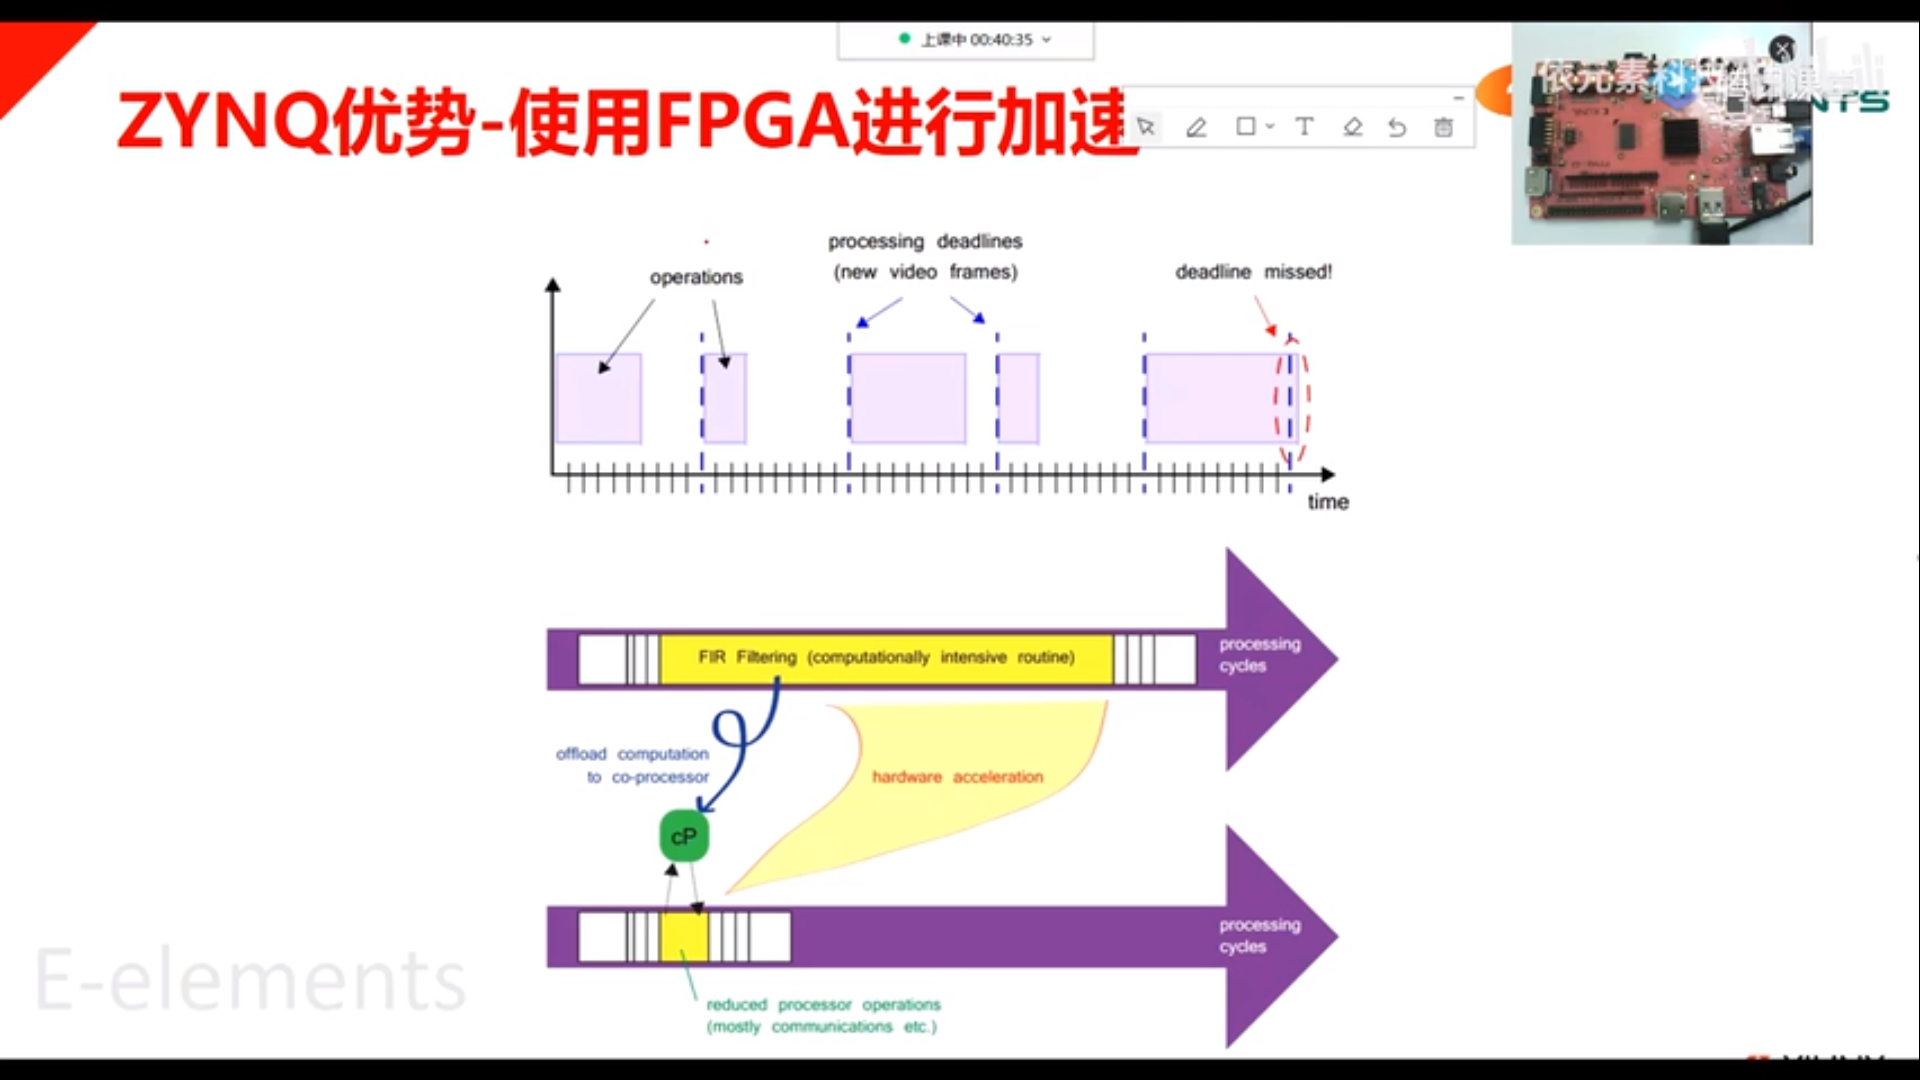 上课中 00:40:35
ZYNQ优势-使用FPGA进行加速
T
operations
processing deadlines
(new video frames)
deadline missed!
time
FIR Filtering (computationally intensive routine)
processing
cycles
offload computation
to co-processor
hardware acceleration
cP
processing
cycles
reduced processor operations
(mostly communications etc.)
E-elements